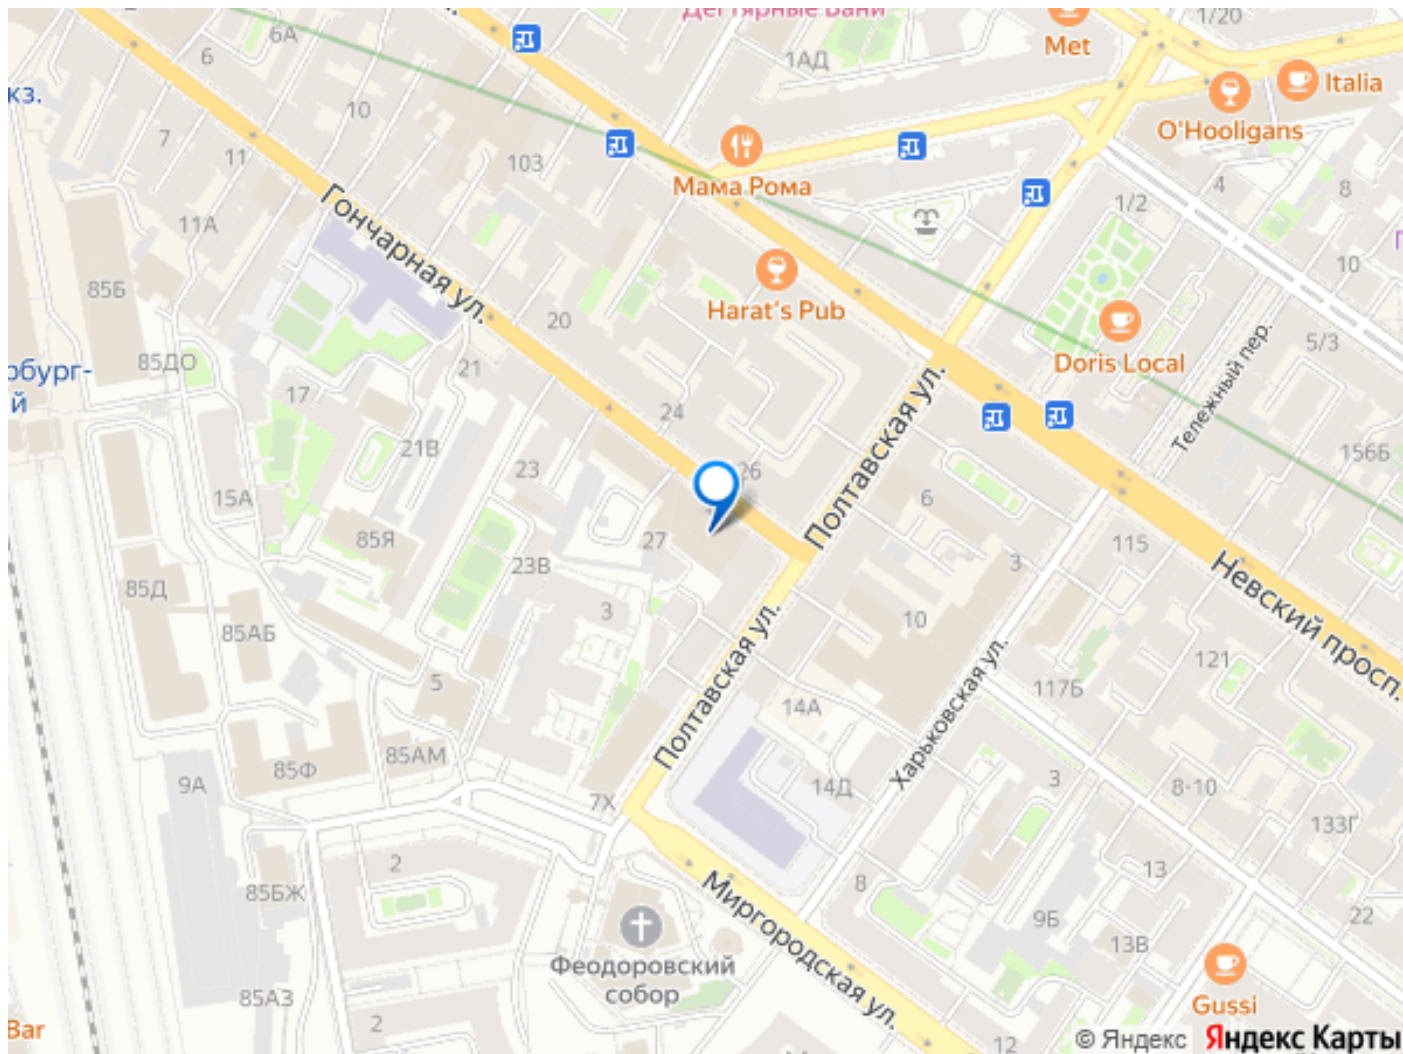 1/20
6А
Met
6
1АД
Italia
кз.
10
O'Hooligans
7
11
103
Мама Рома
4
8
1/2
Гончарная ул.
11А
10
85Б
Harat's Pub
20
5/3
85ДО
Doris Local
21
Тележный пер.
17
24
Полтавская ул.
21В
156Б
23
26
6
15А
85Я
27
115
3
23В
85Д
Невский просп.
3
10
85АБ
Полтавская ул.
121
Харьковская ул.
5
117Б
14А
85АМ
85Ф
3
9А
14Д
8-10
7Х
133Г
2
13
85БЖ
8
Миргородская ул.
22
9Б
13В
Феодоровский
собор
85АЗ
Gussi
Bar
2
12
© Яндекс Яндекс Карты